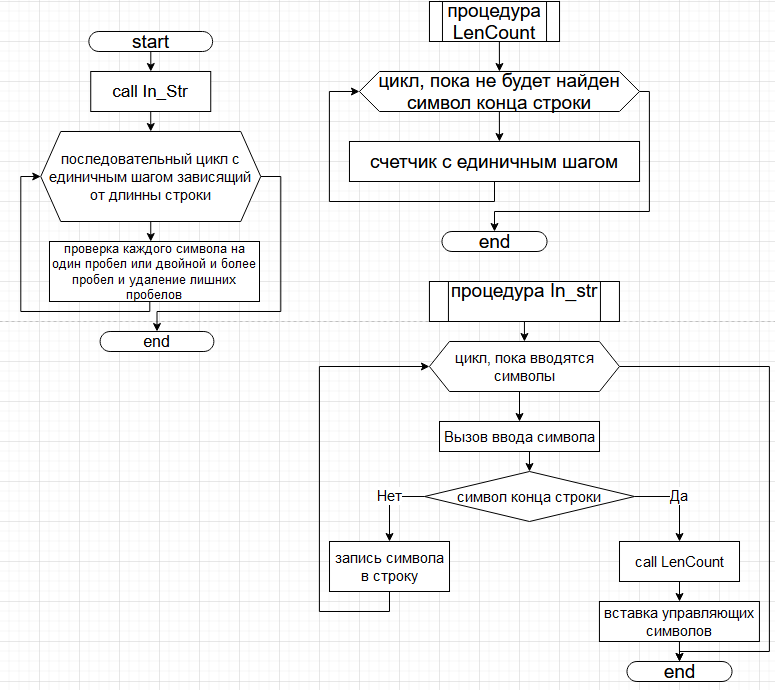 start
call In_Str
последовательный цикл с
единичным шагом зависящий
от длинны строки
проверка каждого символа на
один пробел или двойной и более
пробел и удаление лишних
пробелов
end
процедура
LenCount
цикл, пока не будет найден
символ конца строки
счетчик с единичным шагом
end
процедура In_str
цикл, пока вводятся
символы
Вызов ввода символа
символ конца строки
Нет
Да
запись символа
в строку
call LenCount
вставка управляющих
символов
end